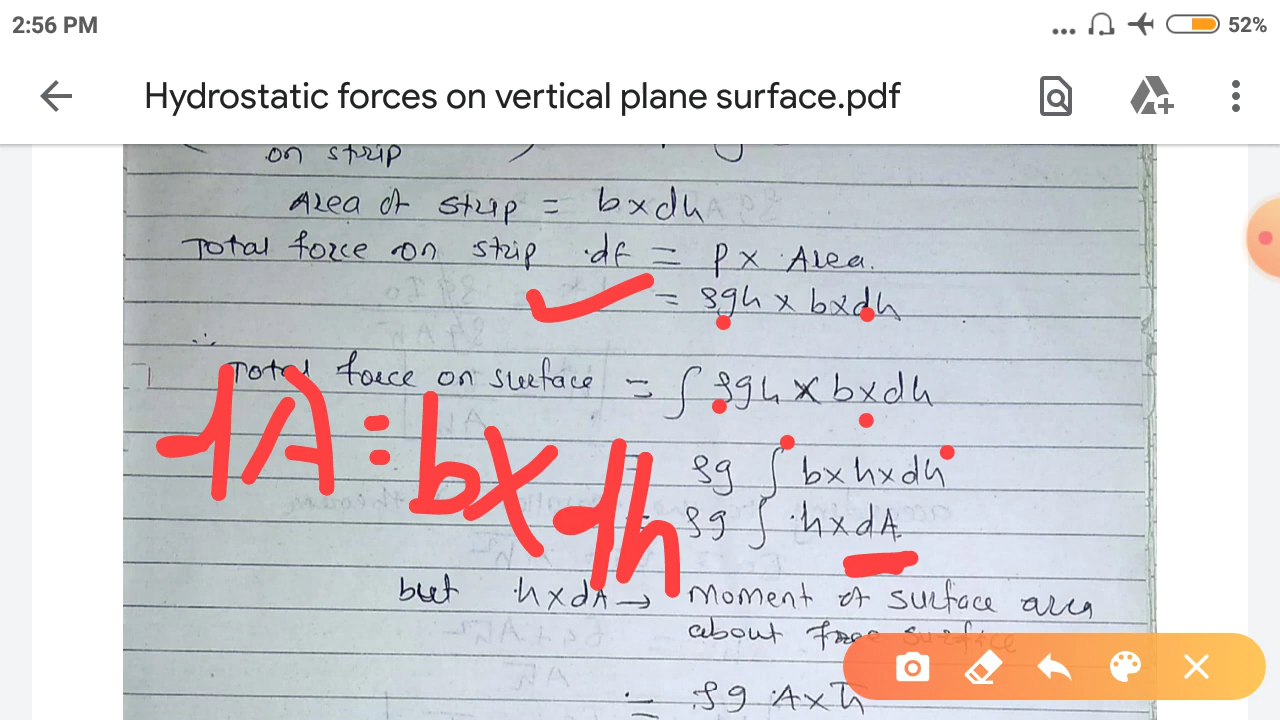 2:56 PM ... 52%
Hydrostatic forces on vertical plane surface.pdf
on strip
Area of strip = b×dh
Total force on strip df = P× Area.
= ρgh × b×dh
∴
Total force on surface = ∫ ρgh × b×dh
dA = b×dh
= ρg ∫ b×h×dh
= ρg ∫ h×dA
but h×dA → moment of surface area
about free surface
= ρg A×h̄